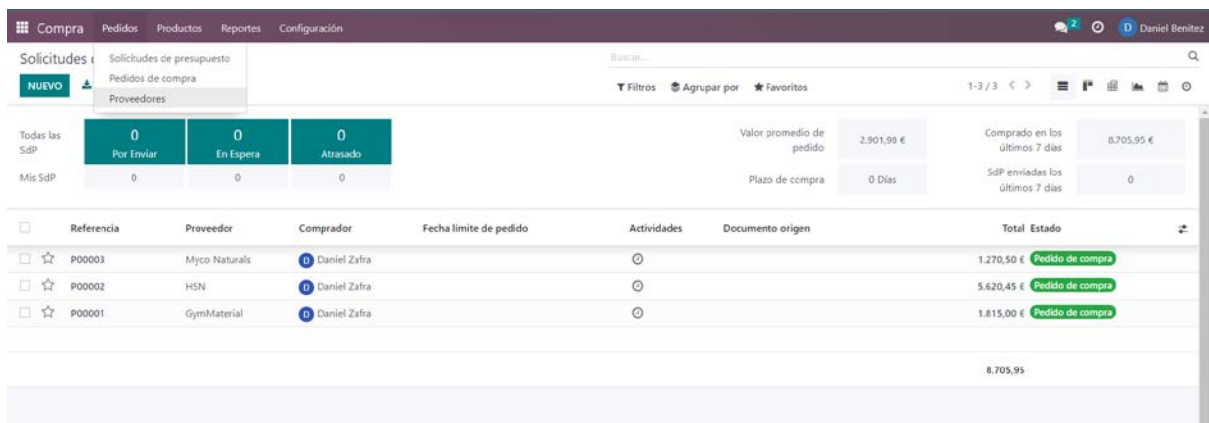 Compra Pedidos Productos Reportes Configuración 2 D Daniel Benitez
Solicitudes d
Buscar...
Solicitudes de presupuesto
Pedidos de compra
Proveedores
NUEVO
Filtros Agrupar por Favoritos 1-3 / 3
Todas las SdP
0 Por Enviar
0 En Espera
0 Atrasado
Valor promedio de pedido
2.901,98 €
Comprado en los últimos 7 días
8.705,95 €
Mis SdP 0 0 0
Plazo de compra 0 Días
SdP enviadas los últimos 7 días
0
Referencia Proveedor Comprador Fecha límite de pedido Actividades Documento origen Total Estado
P00003 Myco Naturals D Daniel Zafra 1.270,50 € Pedido de compra
P00002 HSN D Daniel Zafra 5.620,45 € Pedido de compra
P00001 GymMaterial D Daniel Zafra 1.815,00 € Pedido de compra
8.705,95